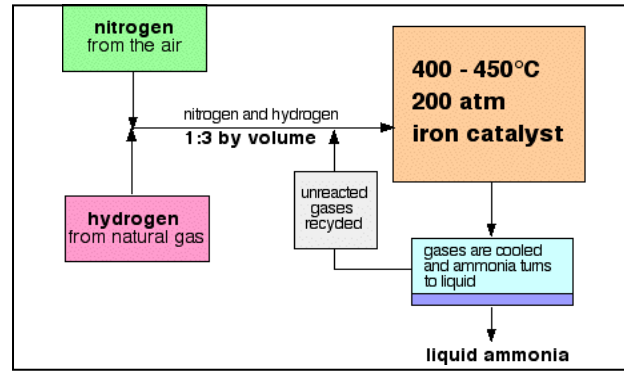 nitrogen
from the air
400 - 450°C
200 atm
iron catalyst
nitrogen and hydrogen
1:3 by volume
unreacted
gases
recycled
hydrogen
from natural gas
gases are cooled
and ammonia turns
to liquid
liquid ammonia